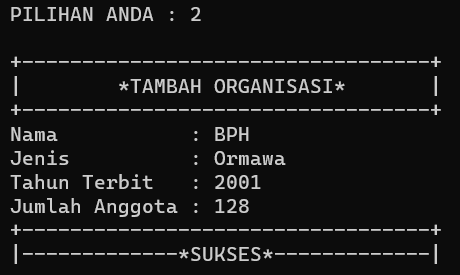 PILIHAN ANDA : 2
+----------------------------------+
|        *TAMBAH ORGANISASI*       |
+----------------------------------+
Nama           : BPH
Jenis          : Ormawa
Tahun Terbit   : 2001
Jumlah Anggota : 128
+----------------------------------+
|-------------*SUKSES*-------------|